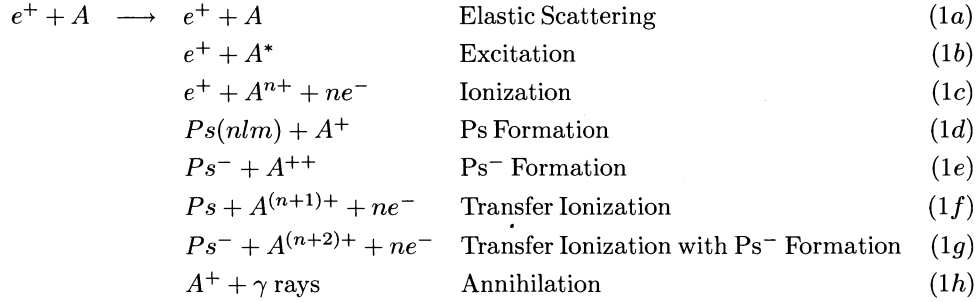 e⁺ + A ⟶ e⁺ + A Elastic Scattering (1a)
e⁺ + A* Excitation (1b)
e⁺ + Aⁿ⁺ + ne⁻ Ionization (1c)
Ps(nlm) + A⁺ Ps Formation (1d)
Ps⁻ + A⁺⁺ Ps⁻ Formation (1e)
Ps + A⁽ⁿ⁺¹⁾⁺ + ne⁻ Transfer Ionization (1f)
Ps⁻ + A⁽ⁿ⁺²⁾⁺ + ne⁻ Transfer Ionization with Ps⁻ Formation (1g)
A⁺ + γ rays Annihilation (1h)